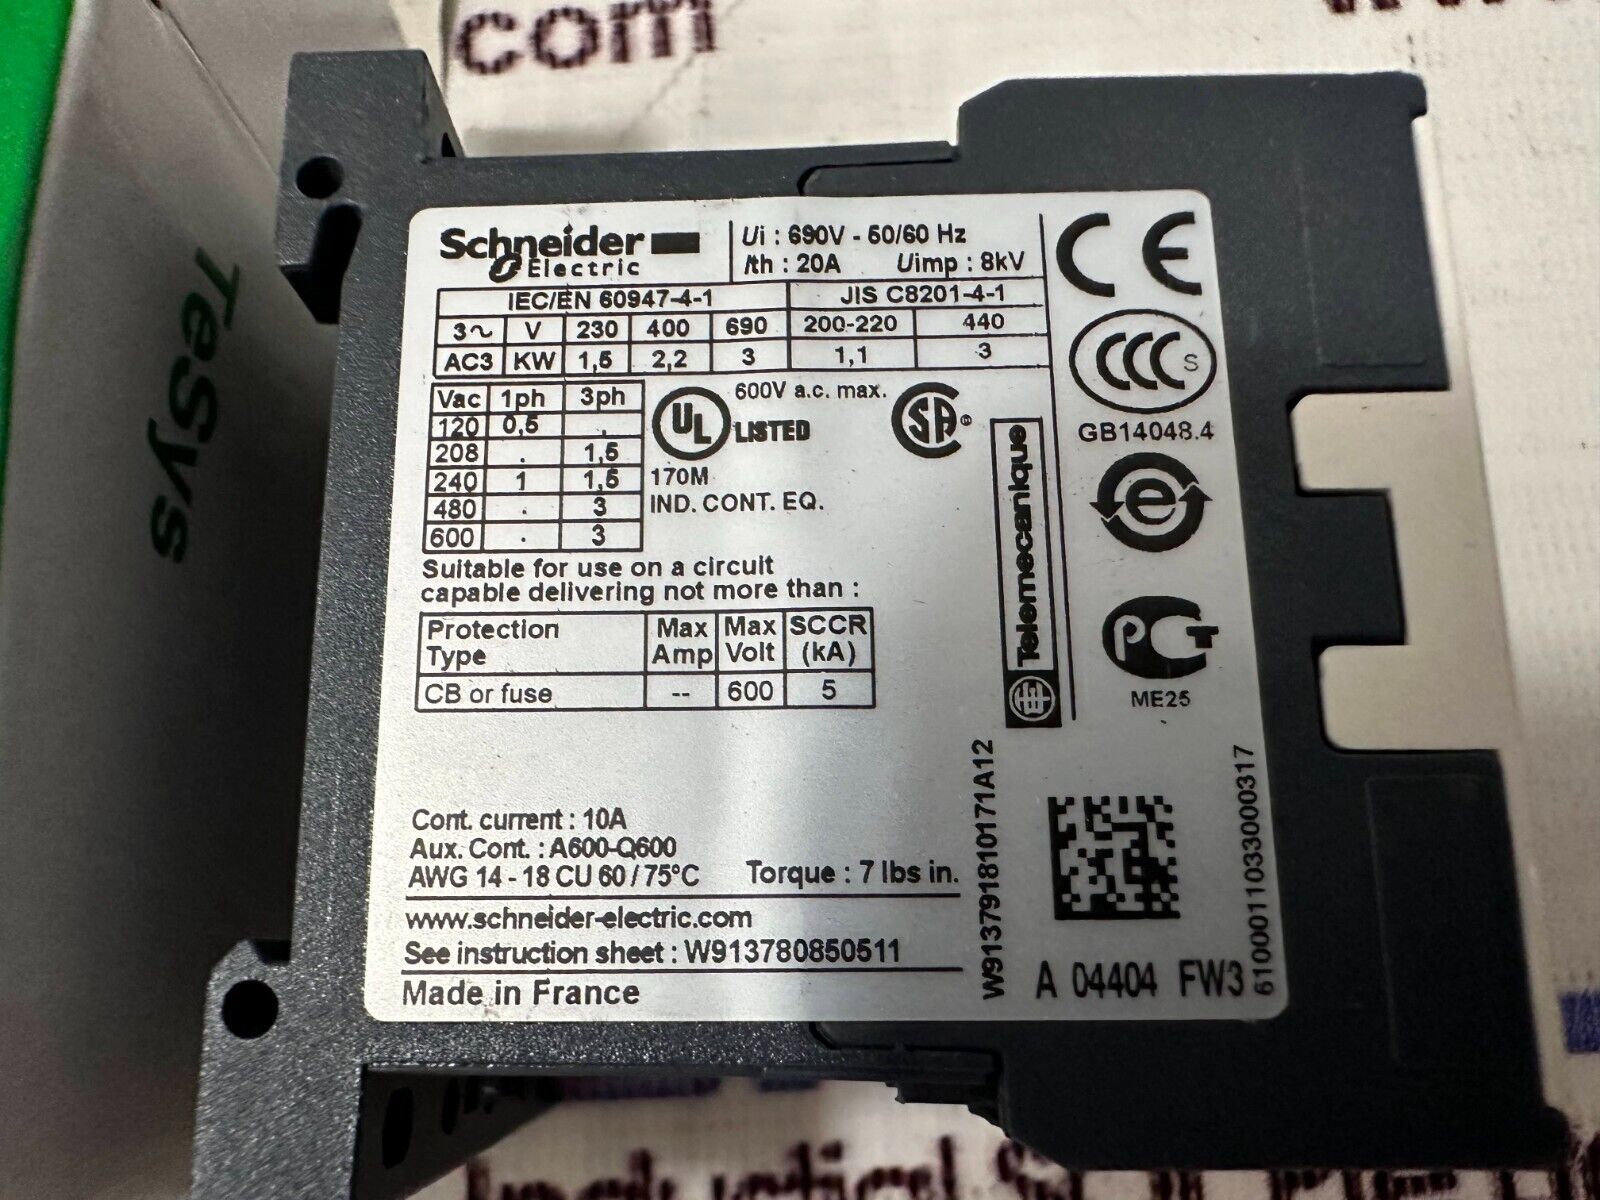 com
TeSys
Schneider
Electric
Ui : 690V - 50/60 Hz
Ith : 20A Uimp : 8kV
IEC/EN 60947-4-1 JIS C8201-4-1
3~ V 230 400 690 200-220 440
AC3 KW 1,5 2,2 3 1,1 3
Vac 1ph 3ph
120 0,5 .
208 . 1,5
240 1 1,5
480 . 3
600 . 3
UL LISTED
600V a.c. max.
SA ®
170M
IND. CONT. EQ.
CE
CCC S
GB14048.4
e
Telemecanique
PCT
ME25
Suitable for use on a circuit
capable delivering not more than :
Protection Type Max Amp Max Volt SCCR (kA)
CB or fuse -- 600 5
Cont. current : 10A
Aux. Cont. : A600-Q600
AWG 14 - 18 CU 60 / 75°C Torque : 7 lbs in.
www.schneider-electric.com
See instruction sheet : W913780850511
Made in France
W913791810171A12
A 04404 FW3
6100001103300317